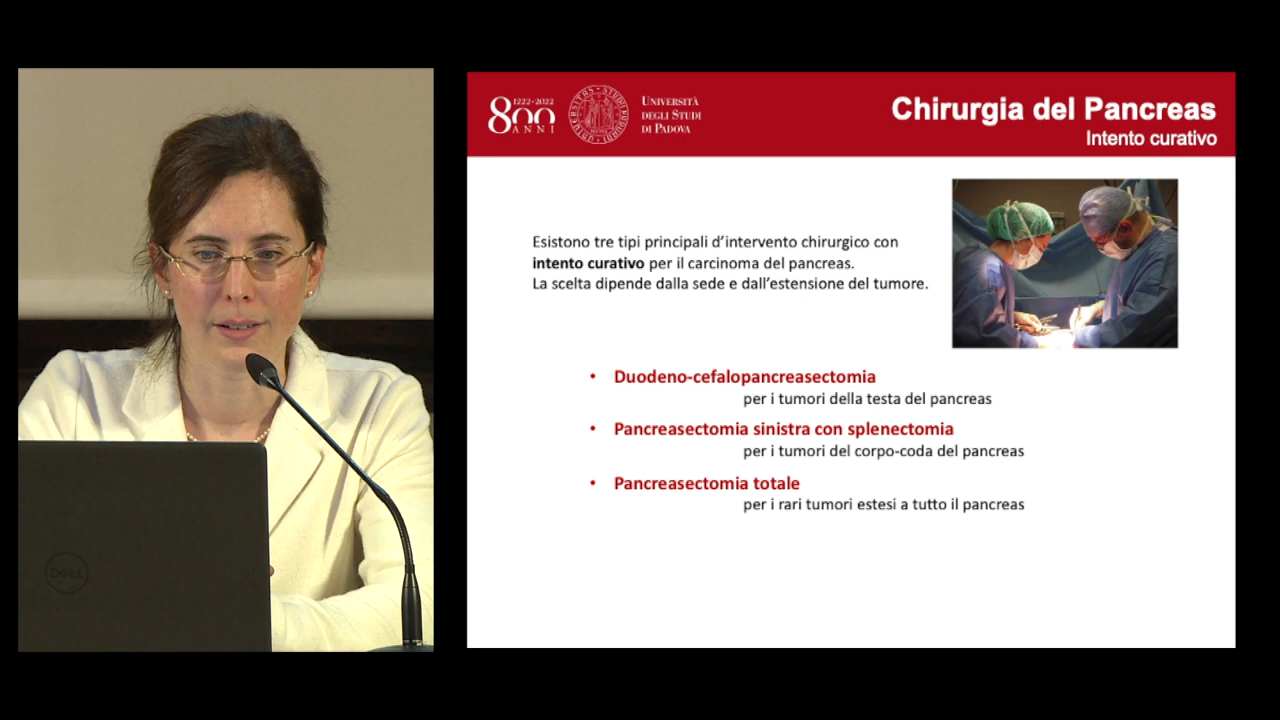 1222-2022
800
ANNI
UNIVERSITÀ
DEGLI STUDI
DI PADOVA
Chirurgia del Pancreas
Intento curativo
Esistono tre tipi principali d'intervento chirurgico con
intento curativo per il carcinoma del pancreas.
La scelta dipende dalla sede e dall'estensione del tumore.
• Duodeno-cefalopancreasectomia
per i tumori della testa del pancreas
• Pancreasectomia sinistra con splenectomia
per i tumori del corpo-coda del pancreas
• Pancreasectomia totale
per i rari tumori estesi a tutto il pancreas
DELL